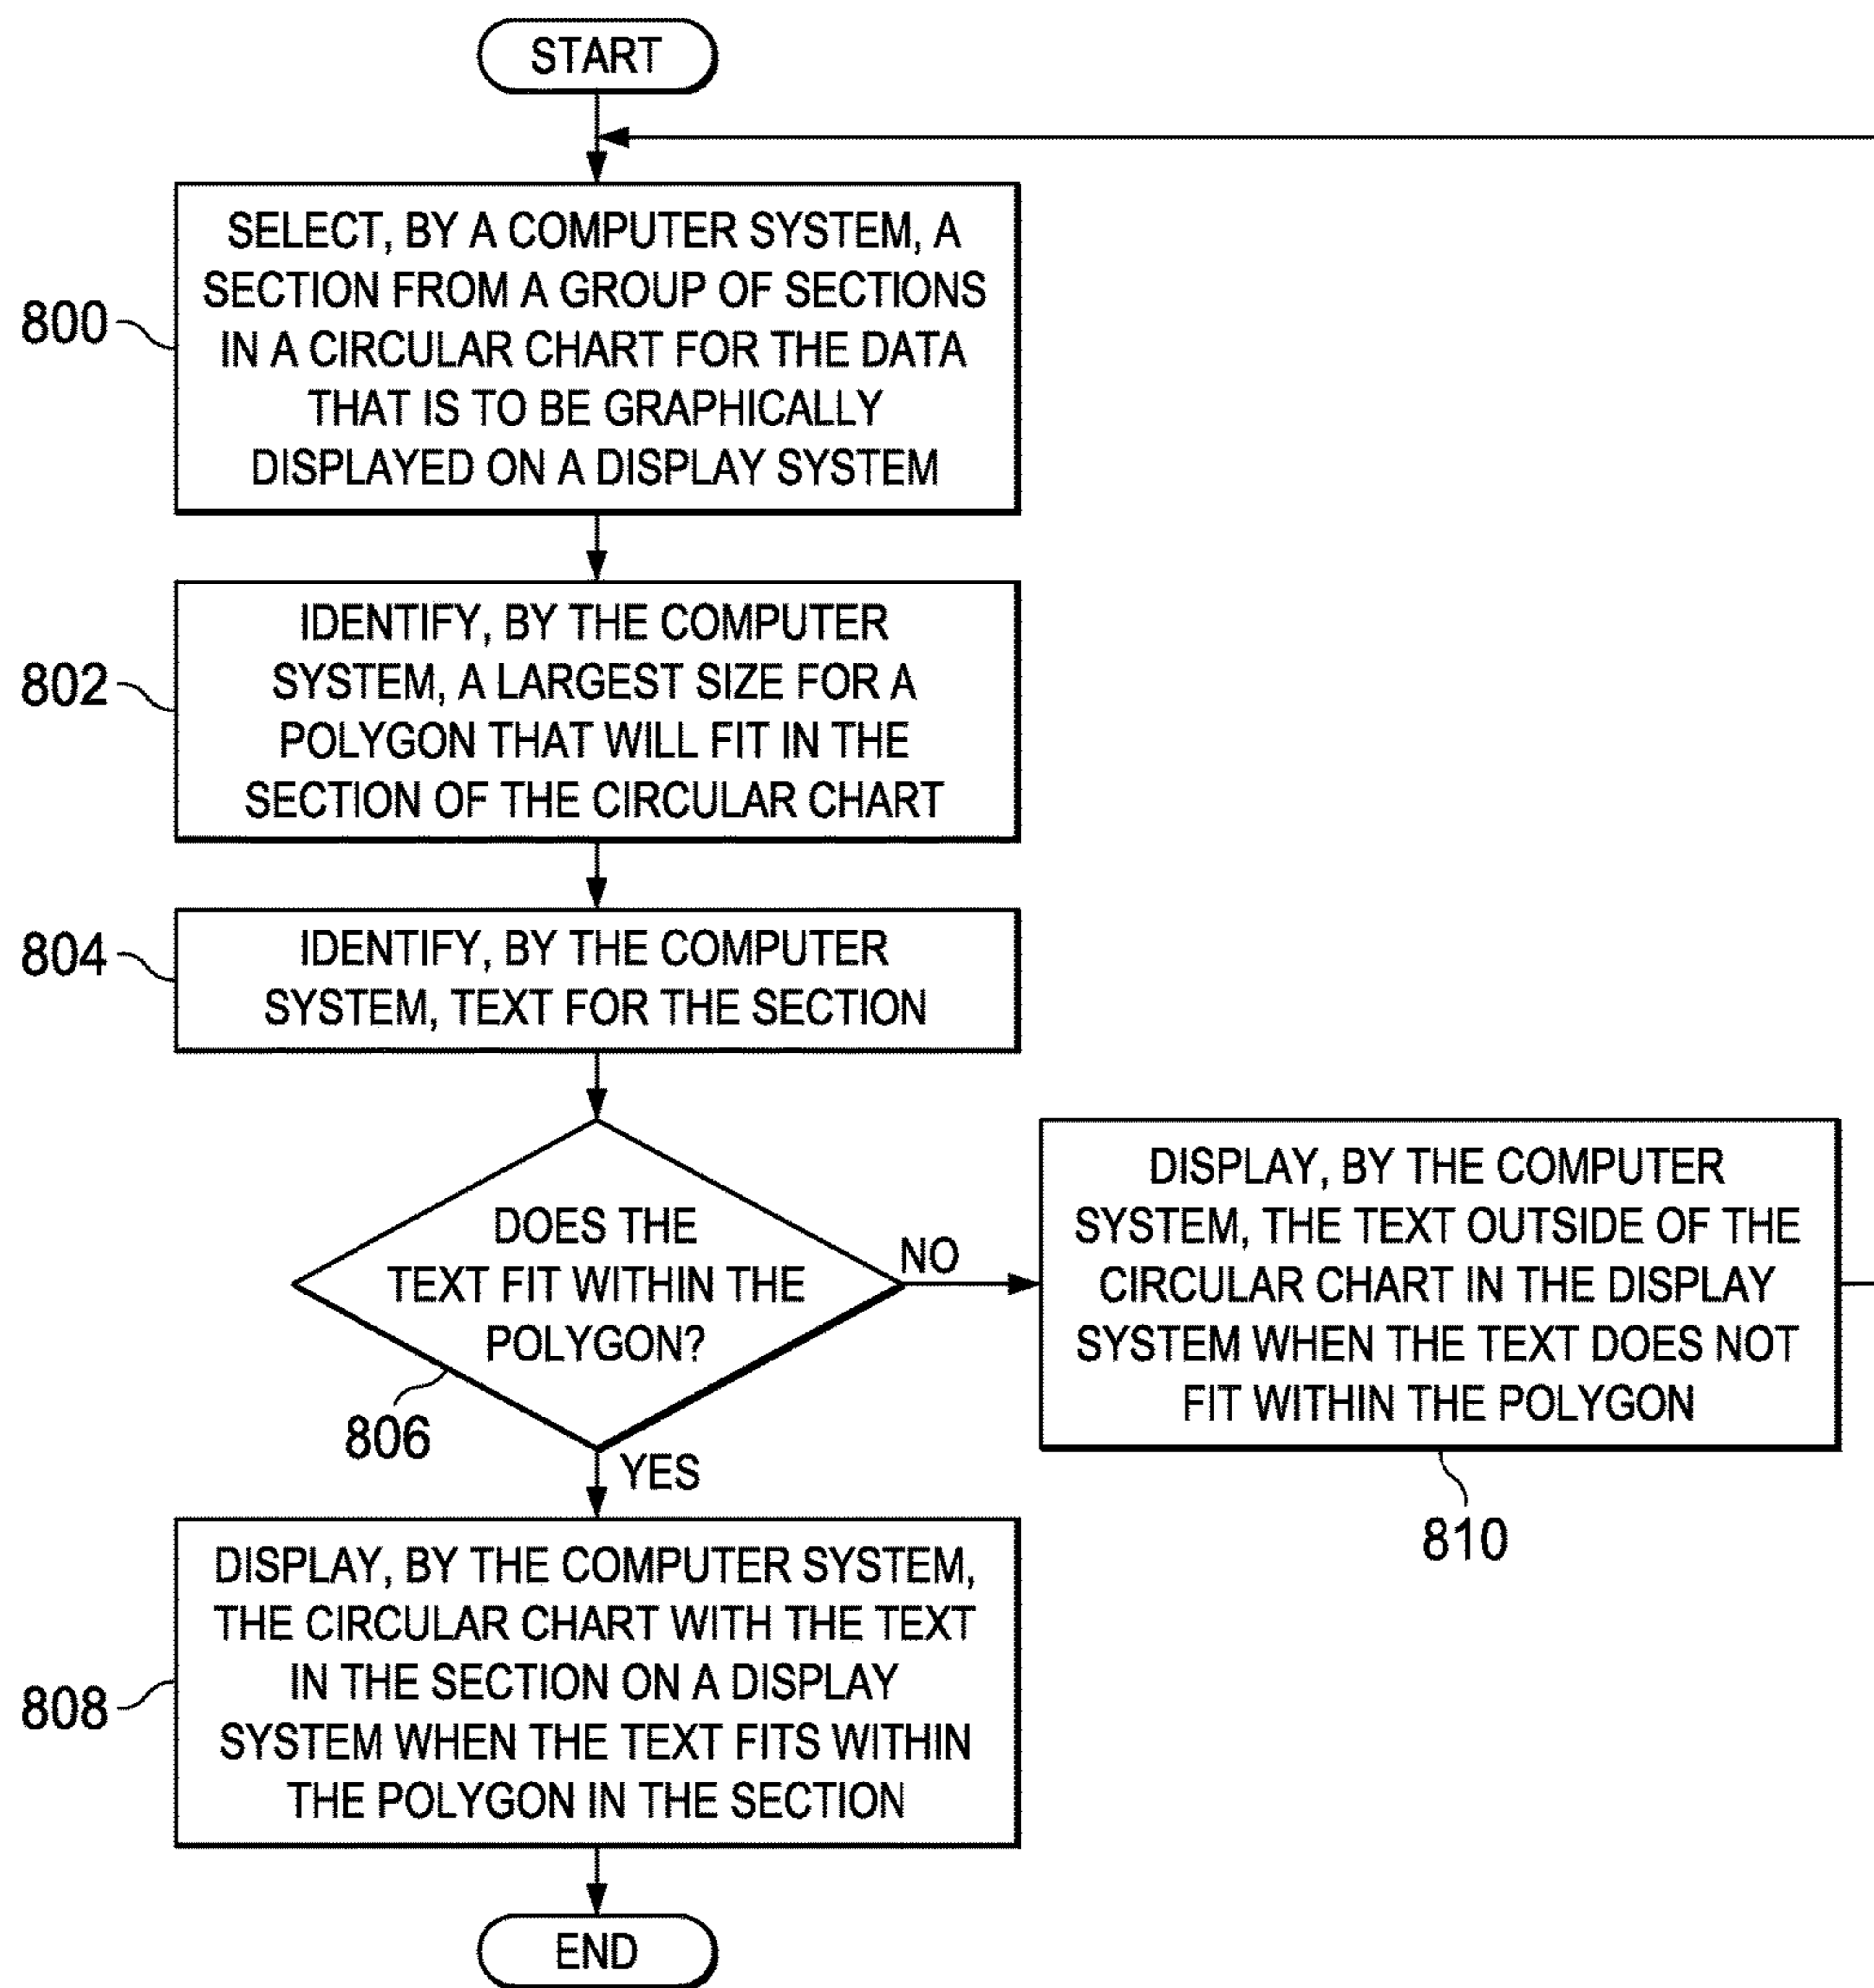 START
800
SELECT, BY A COMPUTER SYSTEM, A
SECTION FROM A GROUP OF SECTIONS
IN A CIRCULAR CHART FOR THE DATA
THAT IS TO BE GRAPHICALLY
DISPLAYED ON A DISPLAY SYSTEM
802
IDENTIFY, BY THE COMPUTER
SYSTEM, A LARGEST SIZE FOR A
POLYGON THAT WILL FIT IN THE
SECTION OF THE CIRCULAR CHART
804
IDENTIFY, BY THE COMPUTER
SYSTEM, TEXT FOR THE SECTION
DOES THE
TEXT FIT WITHIN THE
POLYGON?
806
NO
DISPLAY, BY THE COMPUTER
SYSTEM, THE TEXT OUTSIDE OF THE
CIRCULAR CHART IN THE DISPLAY
SYSTEM WHEN THE TEXT DOES NOT
FIT WITHIN THE POLYGON
810
YES
808
DISPLAY, BY THE COMPUTER SYSTEM,
THE CIRCULAR CHART WITH THE TEXT
IN THE SECTION ON A DISPLAY
SYSTEM WHEN THE TEXT FITS WITHIN
THE POLYGON IN THE SECTION
END